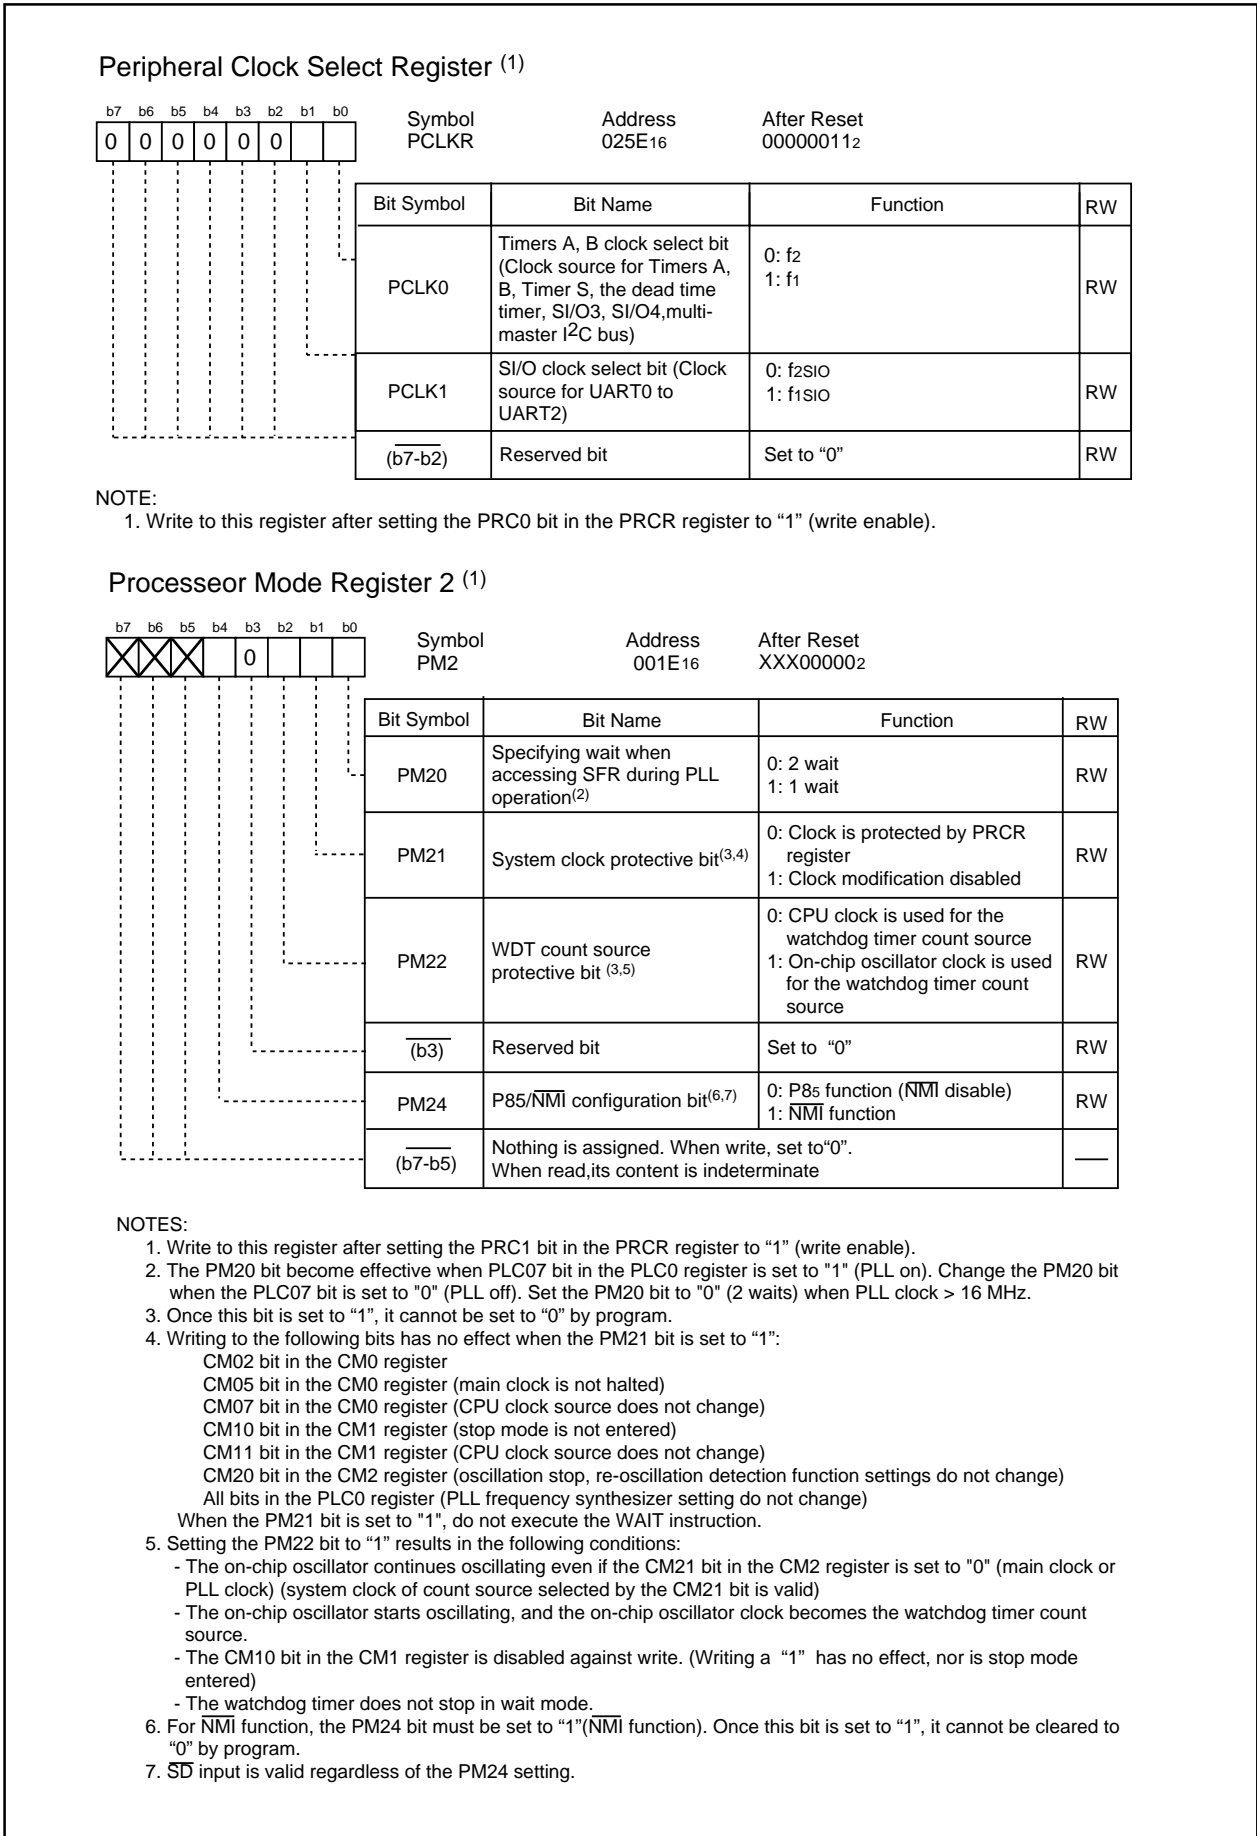 Peripheral Clock Select Register (1)
b7 b6 b5 b4 b3 b2 b1 b0
0 0 0 0 0 0
Symbol Address After Reset
PCLKR 025E16 000000112
Bit Symbol Bit Name Function RW
PCLK0
Timers A, B clock select bit
(Clock source for Timers A,
B, Timer S, the dead time
timer, SI/O3, SI/O4,multi-
master I2C bus)
0: f2
1: f1
RW
PCLK1
SI/O clock select bit (Clock
source for UART0 to
UART2)
0: f2SIO
1: f1SIO
RW
(b7-b2) Reserved bit Set to “0” RW
NOTE:
1. Write to this register after setting the PRC0 bit in the PRCR register to “1” (write enable).
Processeor Mode Register 2 (1)
b7 b6 b5 b4 b3 b2 b1 b0
0
Symbol Address After Reset
PM2 001E16 XXX000002
Bit Symbol Bit Name Function RW
PM20
Specifying wait when
accessing SFR during PLL
operation(2)
0: 2 wait
1: 1 wait
RW
PM21
System clock protective bit(3,4)
0: Clock is protected by PRCR
register
1: Clock modification disabled
RW
PM22
WDT count source
protective bit (3,5)
0: CPU clock is used for the
watchdog timer count source
1: On-chip oscillator clock is used
for the watchdog timer count
source
RW
(b3) Reserved bit Set to “0” RW
PM24
P85/NMI configuration bit(6,7)
0: P85 function (NMI disable)
1: NMI function
RW
(b7-b5)
Nothing is assigned. When write, set to“0”.
When read,its content is indeterminate
NOTES:
1. Write to this register after setting the PRC1 bit in the PRCR register to “1” (write enable).
2. The PM20 bit become effective when PLC07 bit in the PLC0 register is set to "1" (PLL on). Change the PM20 bit
when the PLC07 bit is set to "0" (PLL off). Set the PM20 bit to "0" (2 waits) when PLL clock > 16 MHz.
3. Once this bit is set to “1”, it cannot be set to “0” by program.
4. Writing to the following bits has no effect when the PM21 bit is set to “1”:
CM02 bit in the CM0 register
CM05 bit in the CM0 register (main clock is not halted)
CM07 bit in the CM0 register (CPU clock source does not change)
CM10 bit in the CM1 register (stop mode is not entered)
CM11 bit in the CM1 register (CPU clock source does not change)
CM20 bit in the CM2 register (oscillation stop, re-oscillation detection function settings do not change)
All bits in the PLC0 register (PLL frequency synthesizer setting do not change)
When the PM21 bit is set to "1", do not execute the WAIT instruction.
5. Setting the PM22 bit to “1” results in the following conditions:
- The on-chip oscillator continues oscillating even if the CM21 bit in the CM2 register is set to "0" (main clock or
PLL clock) (system clock of count source selected by the CM21 bit is valid)
- The on-chip oscillator starts oscillating, and the on-chip oscillator clock becomes the watchdog timer count
source.
- The CM10 bit in the CM1 register is disabled against write. (Writing a “1” has no effect, nor is stop mode
entered)
- The watchdog timer does not stop in wait mode.
6. For NMI function, the PM24 bit must be set to “1”(NMI function). Once this bit is set to “1”, it cannot be cleared to
“0” by program.
7. SD input is valid regardless of the PM24 setting.